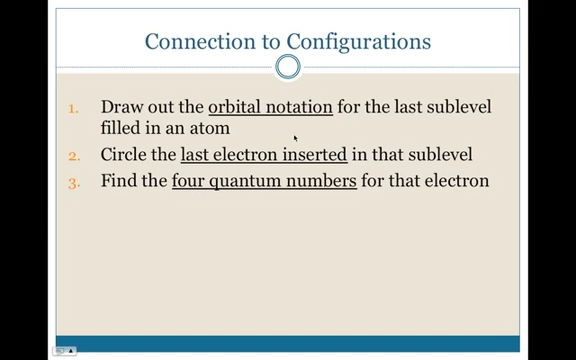 Connection to Configurations
1. Draw out the orbital notation for the last sublevel
filled in an atom
2. Circle the last electron inserted in that sublevel
3. Find the four quantum numbers for that electron